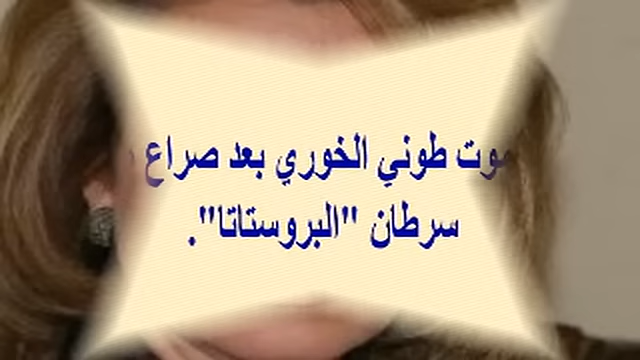 موت طوني الخوري بعد صراع
سرطان "البروستاتا".